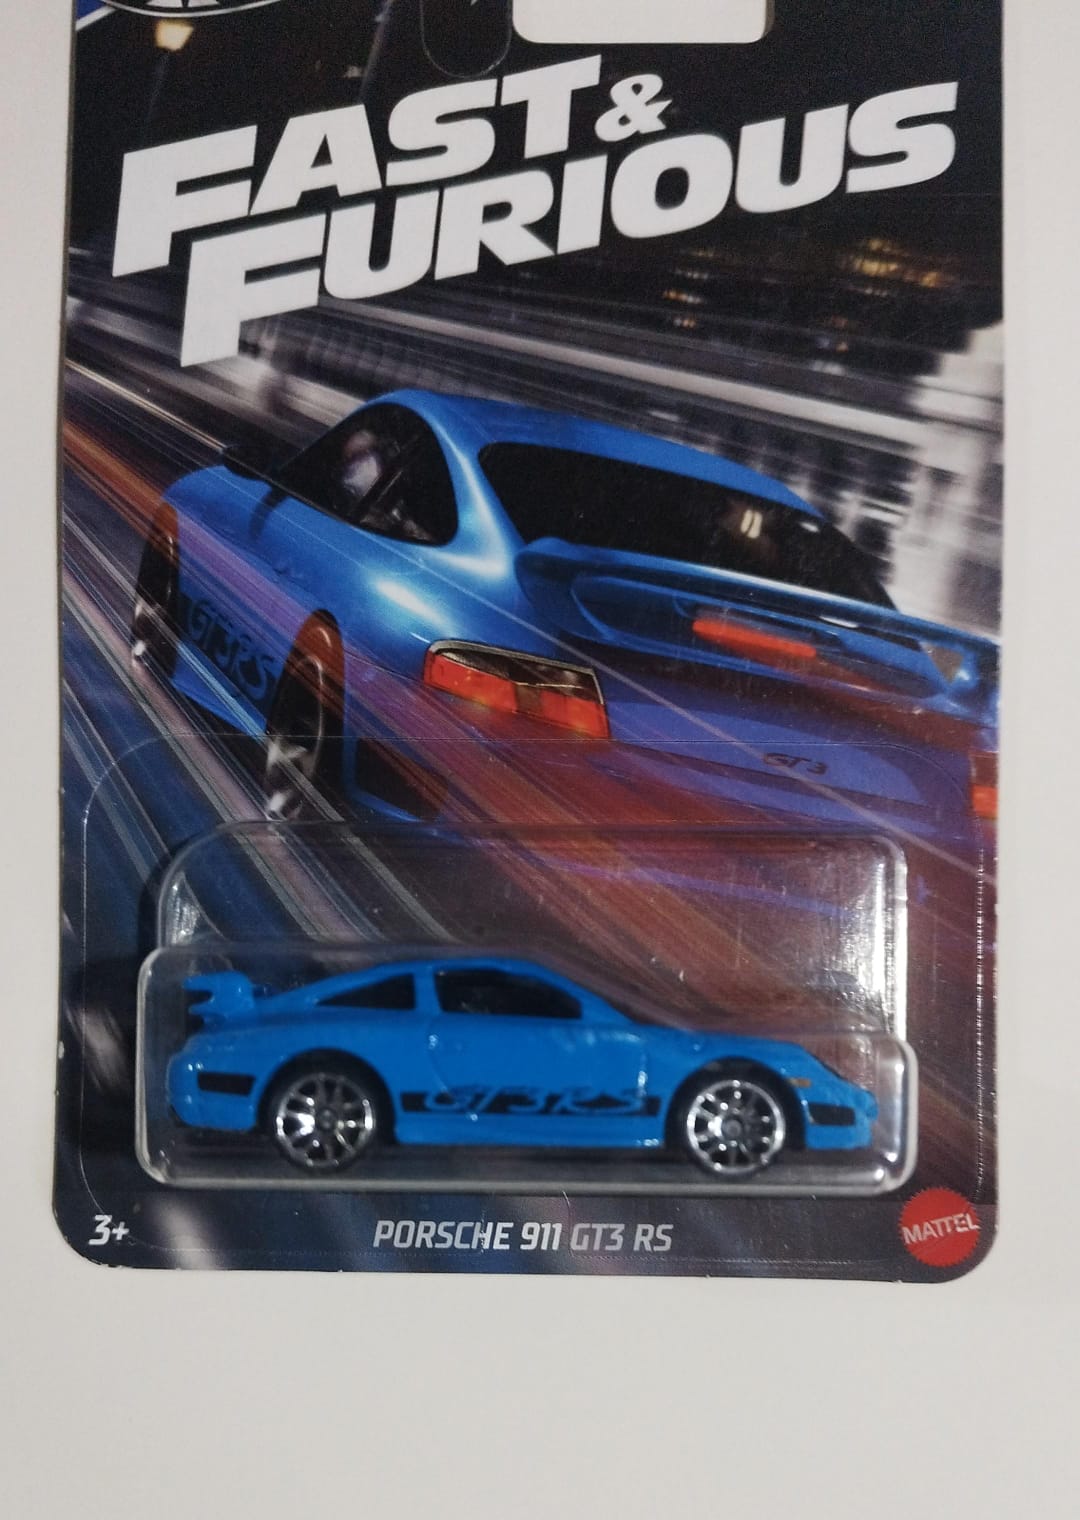 FAST &
FURIOUS
GT3RS
GT3
GT3RS
3+
PORSCHE 911 GT3 RS
MATTEL